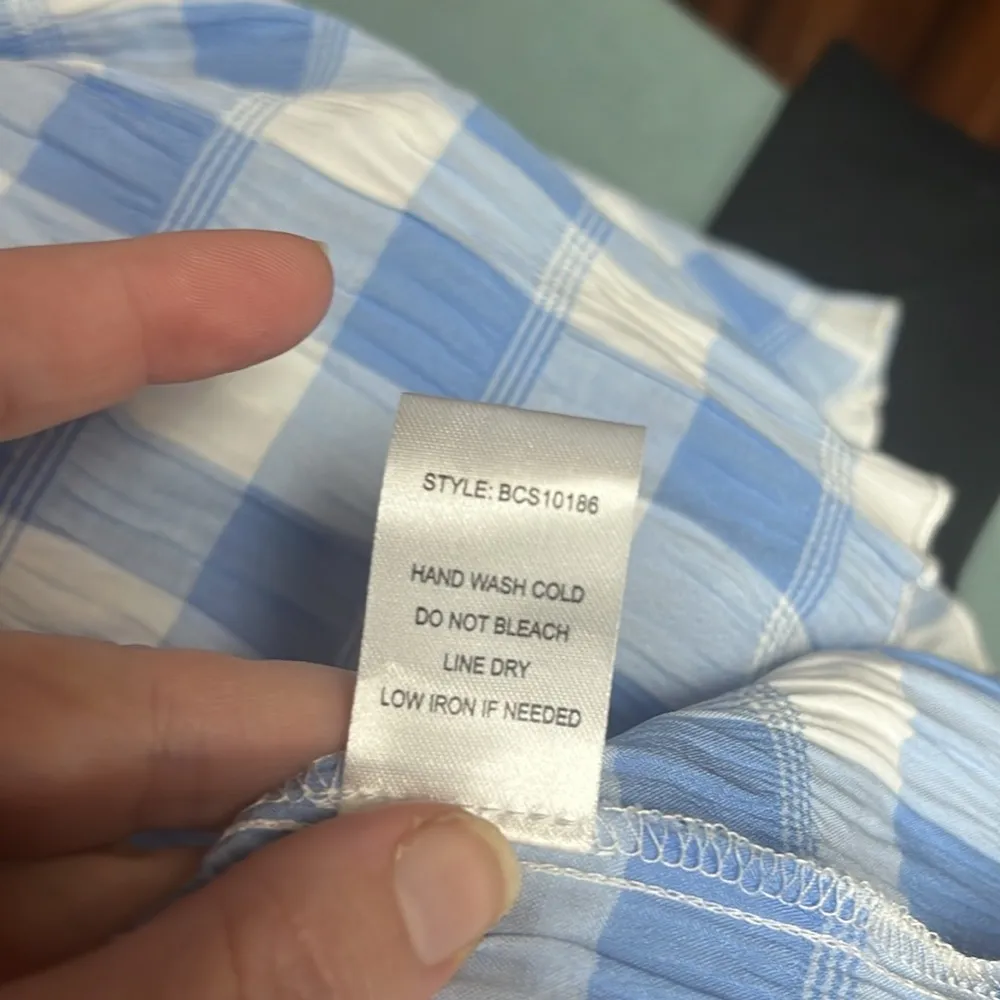 STYLE: BCS10186
HAND WASH COLD
DO NOT BLEACH
LINE DRY
LOW IRON IF NEEDED